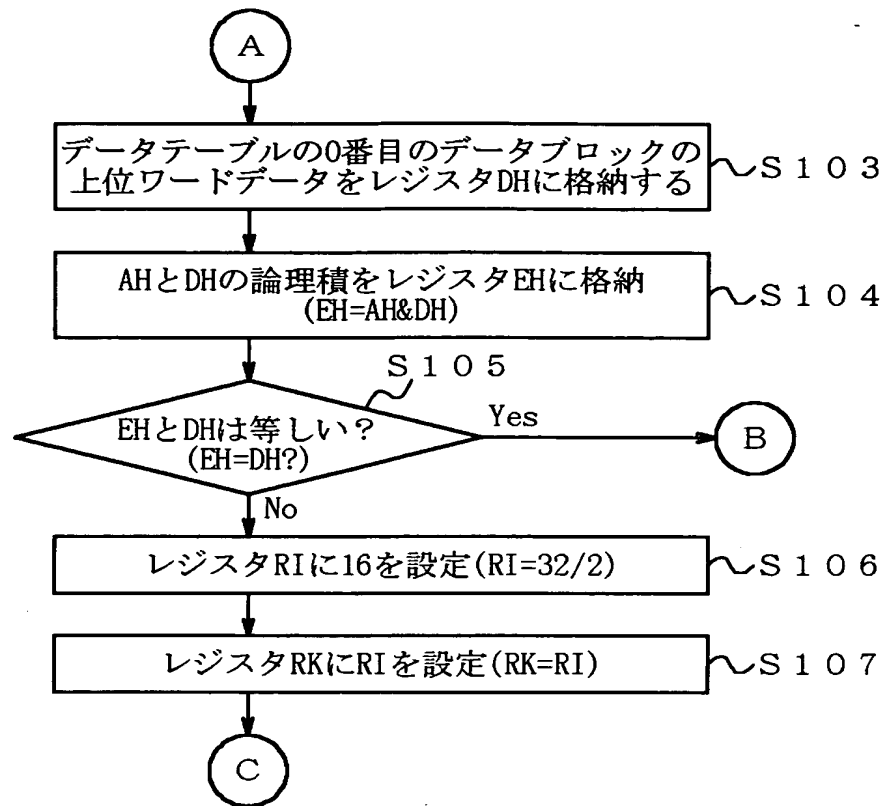 A
データテーブルの0番目のデータブロックの
上位ワードデータをレジスタDHに格納する
S103
AHとDHの論理積をレジスタEHに格納
(EH=AH&DH)
S104
S105
EHとDHは等しい?
(EH=DH?)
Yes
B
No
レジスタRIに16を設定(RI=32/2)
S106
レジスタRKにRIを設定(RK=RI)
S107
C